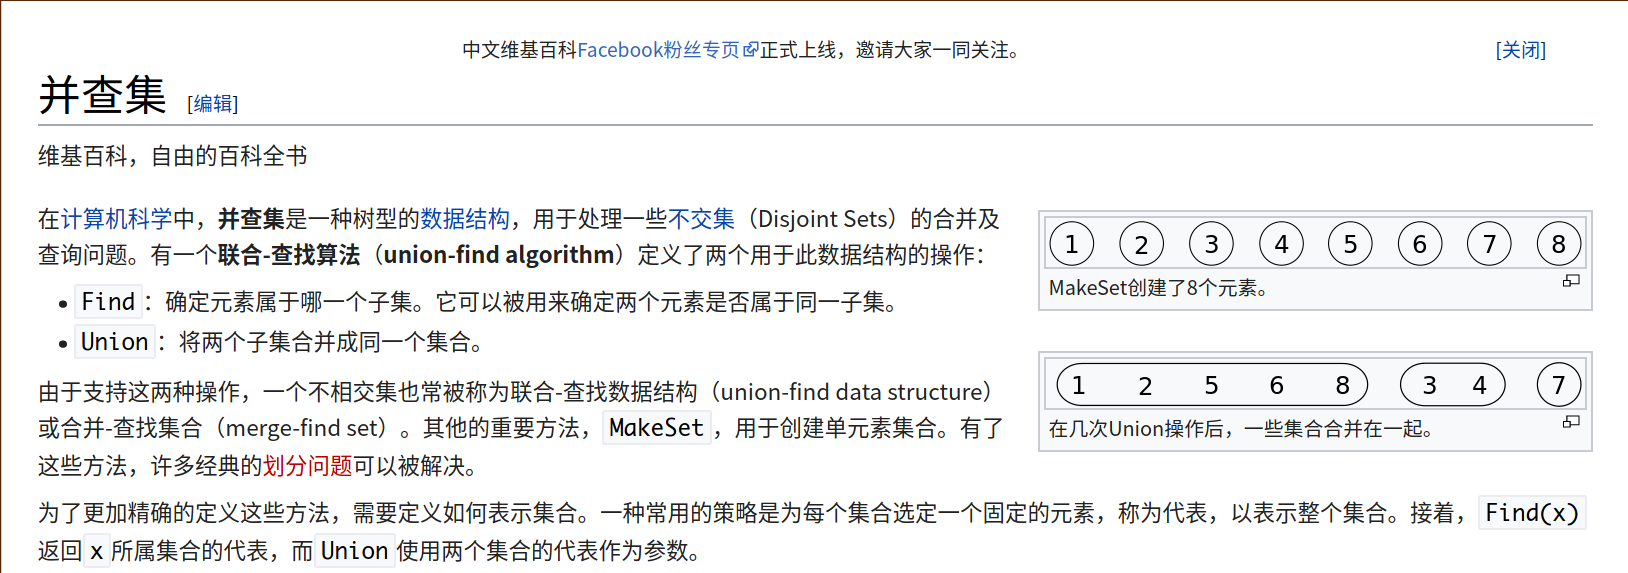 中文维基百科Facebook粉丝专页正式上线，邀请大家一同关注。 [关闭]
并查集 [编辑]
维基百科，自由的百科全书
在计算机科学中，并查集是一种树型的数据结构，用于处理一些不交集（Disjoint Sets）的合并及
查询问题。有一个联合-查找算法（union-find algorithm）定义了两个用于此数据结构的操作：
• Find：确定元素属于哪一个子集。它可以被用来确定两个元素是否属于同一子集。
• Union：将两个子集合并成同一个集合。
由于支持这两种操作，一个不相交集也常被称为联合-查找数据结构（union-find data structure）
或合并-查找集合（merge-find set）。其他的重要方法，MakeSet，用于创建单元素集合。有了
这些方法，许多经典的划分问题可以被解决。
1 2 3 4 5 6 7 8
MakeSet创建了8个元素。
1 2 5 6 8 3 4 7
在几次Union操作后，一些集合合并在一起。
为了更加精确的定义这些方法，需要定义如何表示集合。一种常用的策略是为每个集合选定一个固定的元素，称为代表，以表示整个集合。接着，Find(x)
返回x所属集合的代表，而Union使用两个集合的代表作为参数。